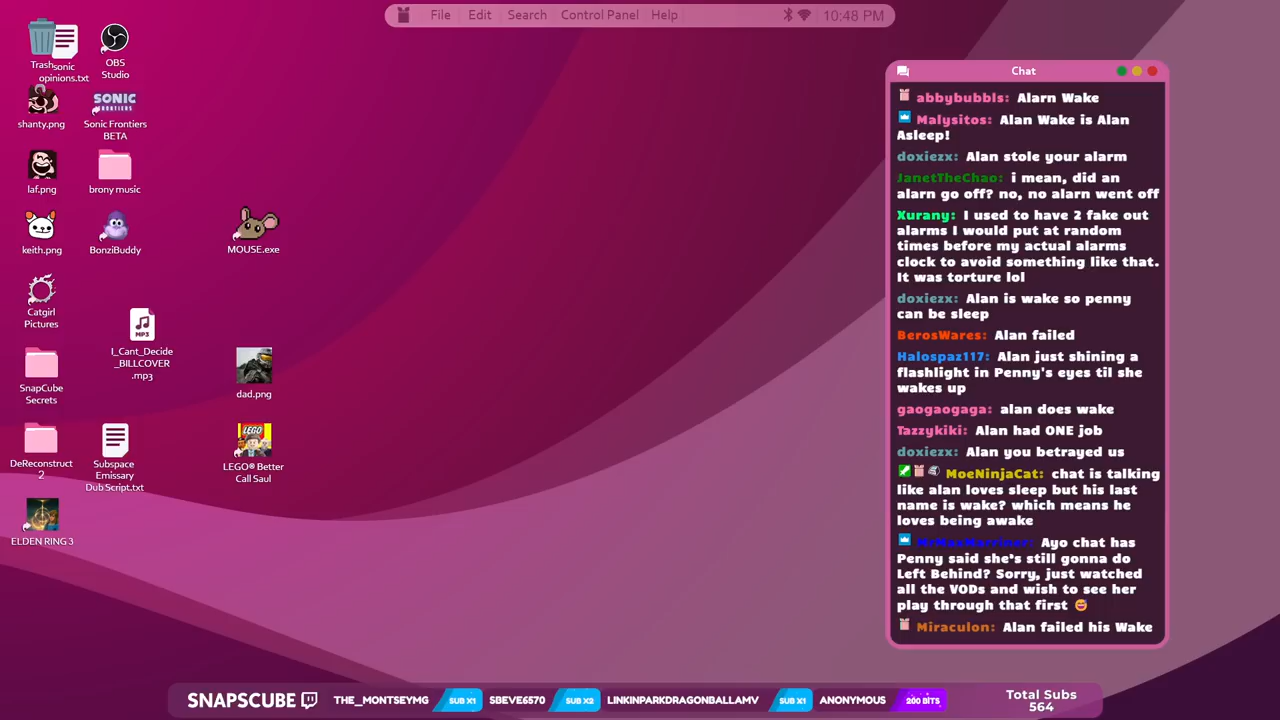 File Edit Search Control Panel Help 10:48 PM
Trash
sonic
opinions.txt
OBS
Studio
shanty.png
SONIC
FRONTIERS
Sonic Frontiers
BETA
laf.png
brony music
keith.png
BonziBuddy
MOUSE.exe
Catgirl
Pictures
MP3
I_Cant_Decide
_BILLCOVER
.mp3
SnapCube
Secrets
dad.png
DeReconstruct
2
Subspace
Emissary
Dub Script.txt
LEGO
LEGO® Better
Call Saul
ELDEN RING 3
Chat
abbybubbls: Alarn Wake
Malysitos: Alan Wake is Alan
Asleep!
doxiezx: Alan stole your alarm
JanetTheChao: i mean, did an
alarn go off? no, no alarn went off
Xurany: I used to have 2 fake out
alarms I would put at random
times before my actual alarms
clock to avoid something like that.
It was torture lol
doxiezx: Alan is wake so penny
can be sleep
BerosWares: Alan failed
Halospaz117: Alan just shining a
flashlight in Penny's eyes til she
wakes up
gaogaogaga: alan does wake
Tazzykiki: Alan had ONE job
doxiezx: Alan you betrayed us
MoeNinjaCat: chat is talking
like alan loves sleep but his last
name is wake? which means he
loves being awake
Ayo chat has
Penny said she's still gonna do
Left Behind? Sorry, just watched
all the VODs and wish to see her
play through that first 😅
Miraculon: Alan failed his Wake
SNAPSCUBE THE_MONTSEYMG SUB X1 SBEVE6570 SUB X2 LINKINPARKDRAGONBALLAMV SUB X1 ANONYMOUS 200 BITS
Total Subs
564